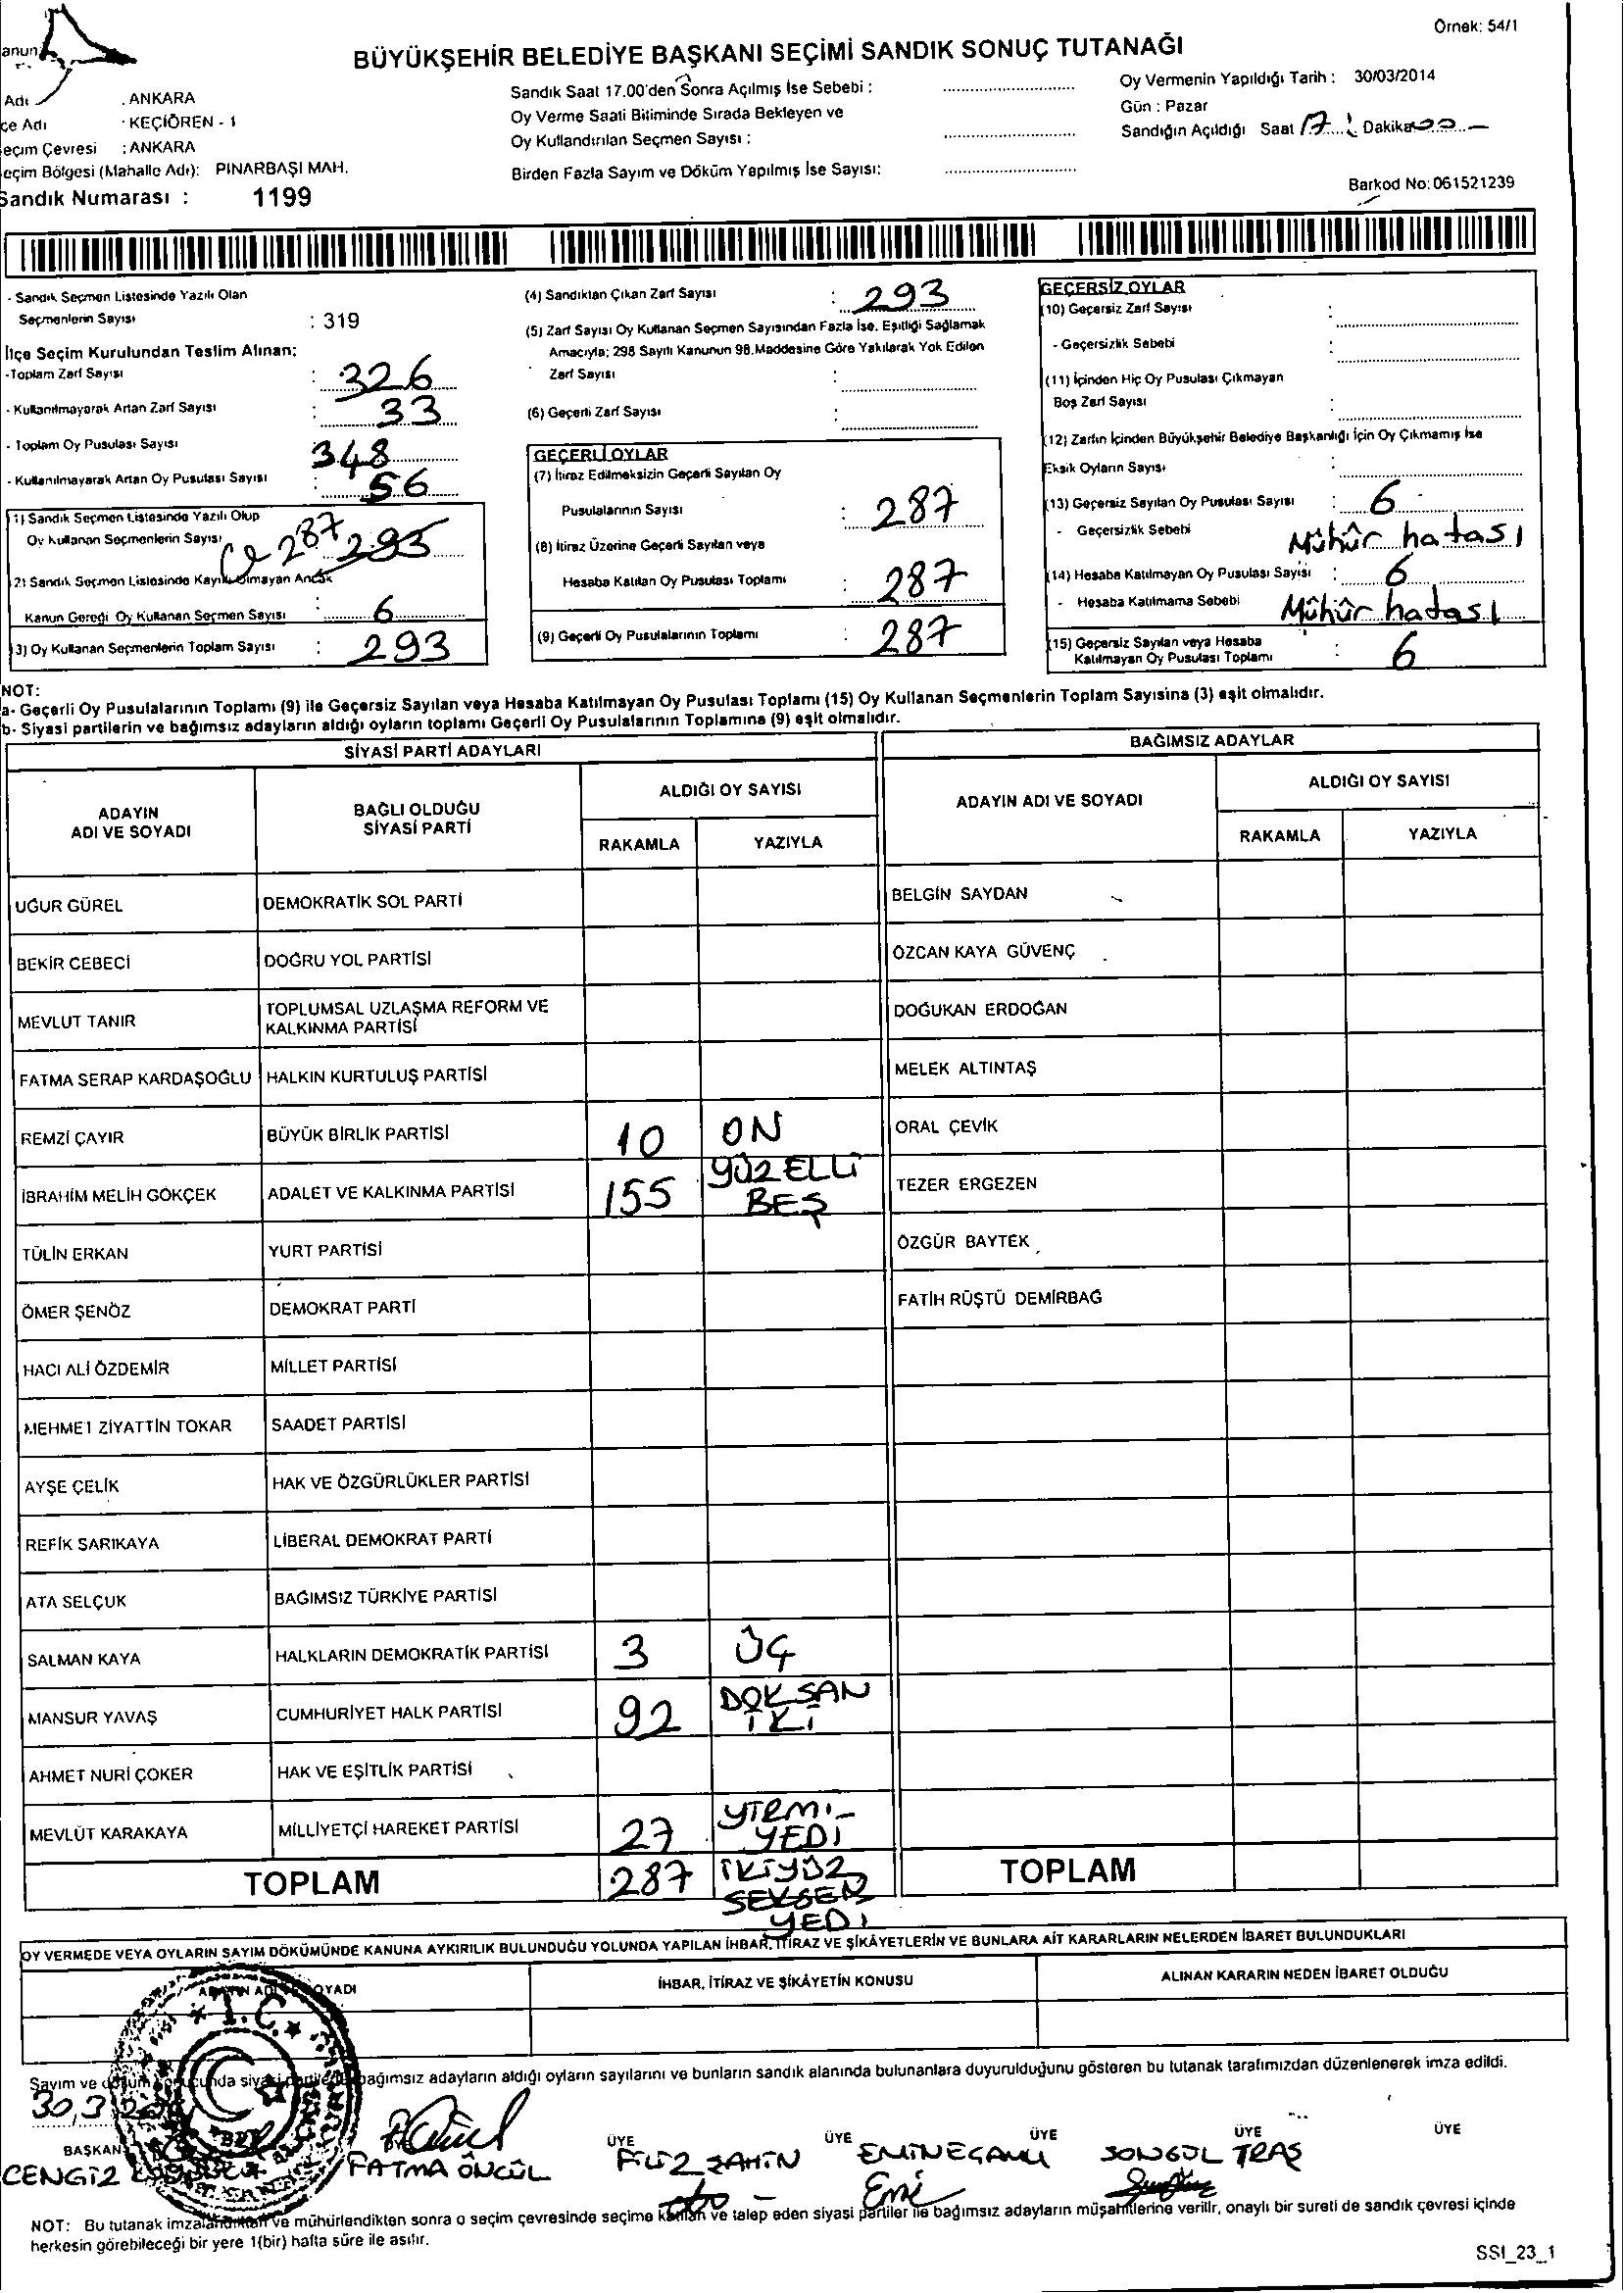 Örnek: 54/1
anun
BÜYÜKŞEHİR BELEDİYE BAŞKANI SEÇİMİ SANDIK SONUÇ TUTANAĞI
Adı : ANKARA
çe Adı : KEÇİÖREN - 1
eçim Çevresi : ANKARA
eçim Bölgesi (Mahalle Adı): PINARBAŞI MAH.
Sandık Numarası : 1199
Sandık Saat 17.00'den Sonra Açılmış İse Sebebi :
Oy Verme Saati Bitiminde Sırada Bekleyen ve
Oy Kullandırılan Seçmen Sayısı :
Birden Fazla Sayım ve Döküm Yapılmış İse Sayısı:
Oy Vermenin Yapıldığı Tarih : 30/03/2014
Gün : Pazar
Sandığın Açıldığı Saat 17 : Dakika 00
Barkod No: 061521239
- Sandık Seçmen Listesinde Yazılı Olan
Seçmenlerin Sayısı : 319
İlçe Seçim Kurulundan Teslim Alınan;
-Toplam Zarf Sayısı : 326
- Kullanılmayarak Artan Zarf Sayısı : 33
- Toplam Oy Pusulası Sayısı : 348
- Kullanılmayarak Artan Oy Pusulası Sayısı : 56
(1) Sandık Seçmen Listesinde Yazılı Olup
Oy Kullanan Seçmenlerin Sayısı 287 293
(2) Sandık Seçmen Listesinde Kayıtlı Olmayan Ancak
Kanun Gereği Oy Kullanan Seçmen Sayısı : 6
(3) Oy Kullanan Seçmenlerin Toplam Sayısı : 293
(4) Sandıktan Çıkan Zarf Sayısı : 293
(5) Zarf Sayısı Oy Kullanan Seçmen Sayısından Fazla İse, Eşitliği Sağlamak
Amacıyla; 298 Sayılı Kanunun 98.Maddesine Göre Yakılarak Yok Edilen
Zarf Sayısı :
(6) Geçerli Zarf Sayısı :
GEÇERLİ OYLAR
(7) İtiraz Edilmeksizin Geçerli Sayılan Oy
Pusulalarının Sayısı : 287
(8) İtiraz Üzerine Geçerli Sayılan veya
Hesaba Katılan Oy Pusulası Toplamı : 287
(9) Geçerli Oy Pusulalarının Toplamı : 287
GEÇERSİZ OYLAR
(10) Geçersiz Zarf Sayısı :
- Geçersizlik Sebebi :
(11) İçinden Hiç Oy Pusulası Çıkmayan
Boş Zarf Sayısı :
(12) Zarfın İçinden Büyükşehir Belediye Başkanlığı İçin Oy Çıkmamış İse
Eksik Oyların Sayısı :
(13) Geçersiz Sayılan Oy Pusulası Sayısı : 6
- Geçersizlik Sebebi Mühür hatası
(14) Hesaba Katılmayan Oy Pusulası Sayısı : 6
- Hesaba Katılmama Sebebi Mühür hatası
(15) Geçersiz Sayılan veya Hesaba
Katılmayan Oy Pusulası Toplamı : 6
NOT:
a- Geçerli Oy Pusulalarının Toplamı (9) ile Geçersiz Sayılan veya Hesaba Katılmayan Oy Pusulası Toplamı (15) Oy Kullanan Seçmenlerin Toplam Sayısına (3) eşit olmalıdır.
b- Siyasi partilerin ve bağımsız adayların aldığı oyların toplamı Geçerli Oy Pusulalarının Toplamına (9) eşit olmalıdır.
SİYASİ PARTİ ADAYLARI
ADAYIN ADI VE SOYADI
BAĞLI OLDUĞU SİYASİ PARTİ
ALDIĞI OY SAYISI
RAKAMLA YAZIYLA
UĞUR GÜREL DEMOKRATİK SOL PARTİ
BEKİR CEBECİ DOĞRU YOL PARTİSİ
MEVLUT TANIR TOPLUMSAL UZLAŞMA REFORM VE
KALKINMA PARTİSİ
FATMA SERAP KARDAŞOĞLU HALKIN KURTULUŞ PARTİSİ
REMZİ ÇAYIR BÜYÜK BİRLİK PARTİSİ 10 ON
İBRAHİM MELİH GÖKÇEK ADALET VE KALKINMA PARTİSİ 155 YÜZELLİ
BEŞ
TÜLİN ERKAN YURT PARTİSİ
ÖMER ŞENÖZ DEMOKRAT PARTİ
HACI ALİ ÖZDEMİR MİLLET PARTİSİ
MEHMET ZİYATTİN TOKAR SAADET PARTİSİ
AYŞE ÇELİK HAK VE ÖZGÜRLÜKLER PARTİSİ
REFİK SARIKAYA LİBERAL DEMOKRAT PARTİ
ATA SELÇUK BAĞIMSIZ TÜRKİYE PARTİSİ
SALMAN KAYA HALKLARIN DEMOKRATİK PARTİSİ 3 ÜÇ
MANSUR YAVAŞ CUMHURİYET HALK PARTİSİ 92 DOKSAN
İKİ
AHMET NURİ ÇOKER HAK VE EŞİTLİK PARTİSİ
MEVLÜT KARAKAYA MİLLİYETÇİ HAREKET PARTİSİ 27 YİRMİ-
YEDİ
TOPLAM 287 İKİYÜZ
SEKSEN
YEDİ
BAĞIMSIZ ADAYLAR
ADAYIN ADI VE SOYADI
ALDIĞI OY SAYISI
RAKAMLA YAZIYLA
BELGİN SAYDAN
ÖZCAN KAYA GÜVENÇ
DOĞUKAN ERDOĞAN
MELEK ALTINTAŞ
ORAL ÇEVİK
TEZER ERGEZEN
ÖZGÜR BAYTEK
FATİH RÜŞTÜ DEMİRBAĞ
TOPLAM
OY VERMEDE VEYA OYLARIN SAYIM DÖKÜMÜNDE KANUNA AYKIRILIK BULUNDUĞU YOLUNDA YAPILAN İHBAR, İTİRAZ VE ŞİKÂYETLERİN VE BUNLARA AİT KARARLARIN NELERDEN İBARET BULUNDUKLARI
İHBAR, İTİRAZ VE ŞİKÂYETİN KONUSU
ALINAN KARARIN NEDEN İBARET OLDUĞU
T.C.
Sayım ve bağımsız adayların aldığı oyların sayılarını ve bunların sandık alanında bulunanlara duyurulduğunu gösteren bu tutanak tarafımızdan düzenlenerek imza edildi.
30,3
BAŞKAN ÜYE ÜYE ÜYE ÜYE ÜYE
CENGİZ FATMA ÖNCÜL FİLİZ ŞAHİN SONGÜL TRAŞ
NOT: Bu tutanak imzalandıktan ve mühürlendikten sonra o seçim çevresinde seçime katılan ve talep eden siyasi partiler ile bağımsız adayların müşahitlerine verilir, onaylı bir sureti de sandık çevresi içinde
herkesin görebileceği bir yere 1(bir) hafta süre ile asılır.
SSI_23_1